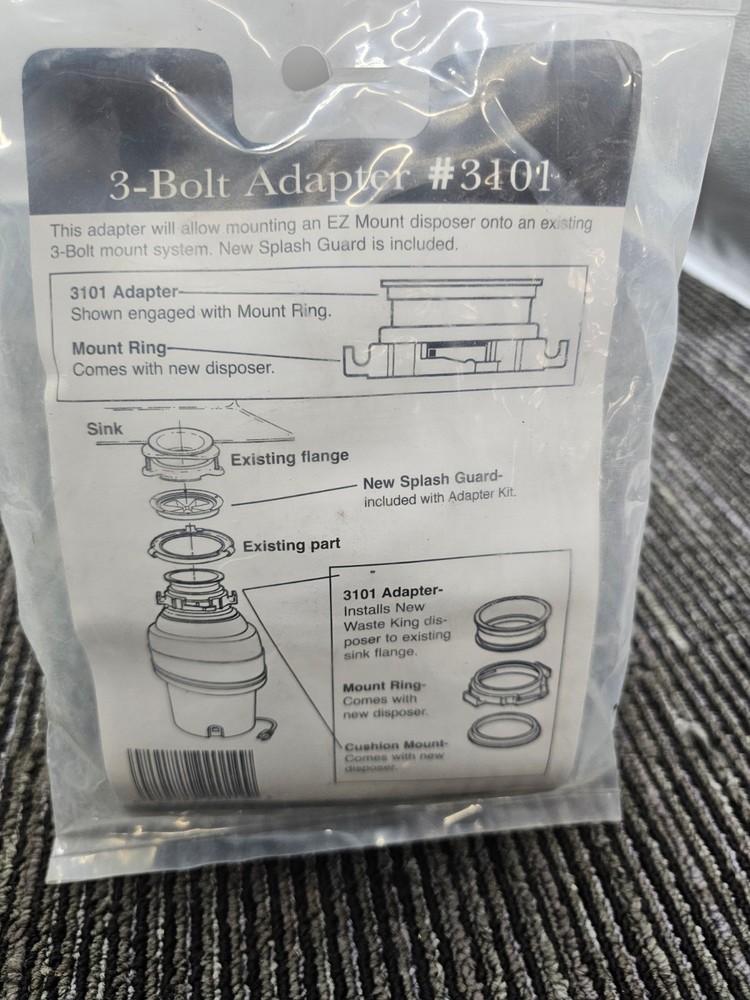 3-Bolt Adapter #3101
This adapter will allow mounting an EZ Mount disposer onto an existing
3-Bolt mount system. New Splash Guard is included.
3101 Adapter-
Shown engaged with Mount Ring.
Mount Ring-
Comes with new disposer.
Sink
Existing flange
New Splash Guard-
included with Adapter Kit.
Existing part
3101 Adapter-
Installs New
Waste King dis-
poser to existing
sink flange.
Mount Ring-
Comes with
new disposer.
Cushion Mount-
Comes with new
disposer.